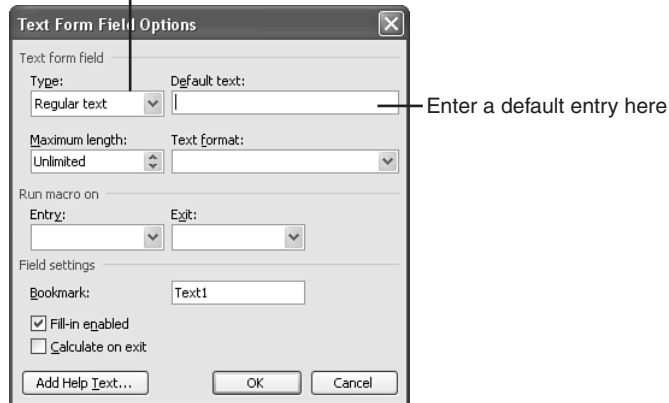 Text Form Field Options
Text form field
Type: Default text:
Regular text Enter a default entry here
Maximum length: Text format:
Unlimited
Run macro on
Entry: Exit:
Field settings
Bookmark: Text1
Fill-in enabled
Calculate on exit
Add Help Text... OK Cancel